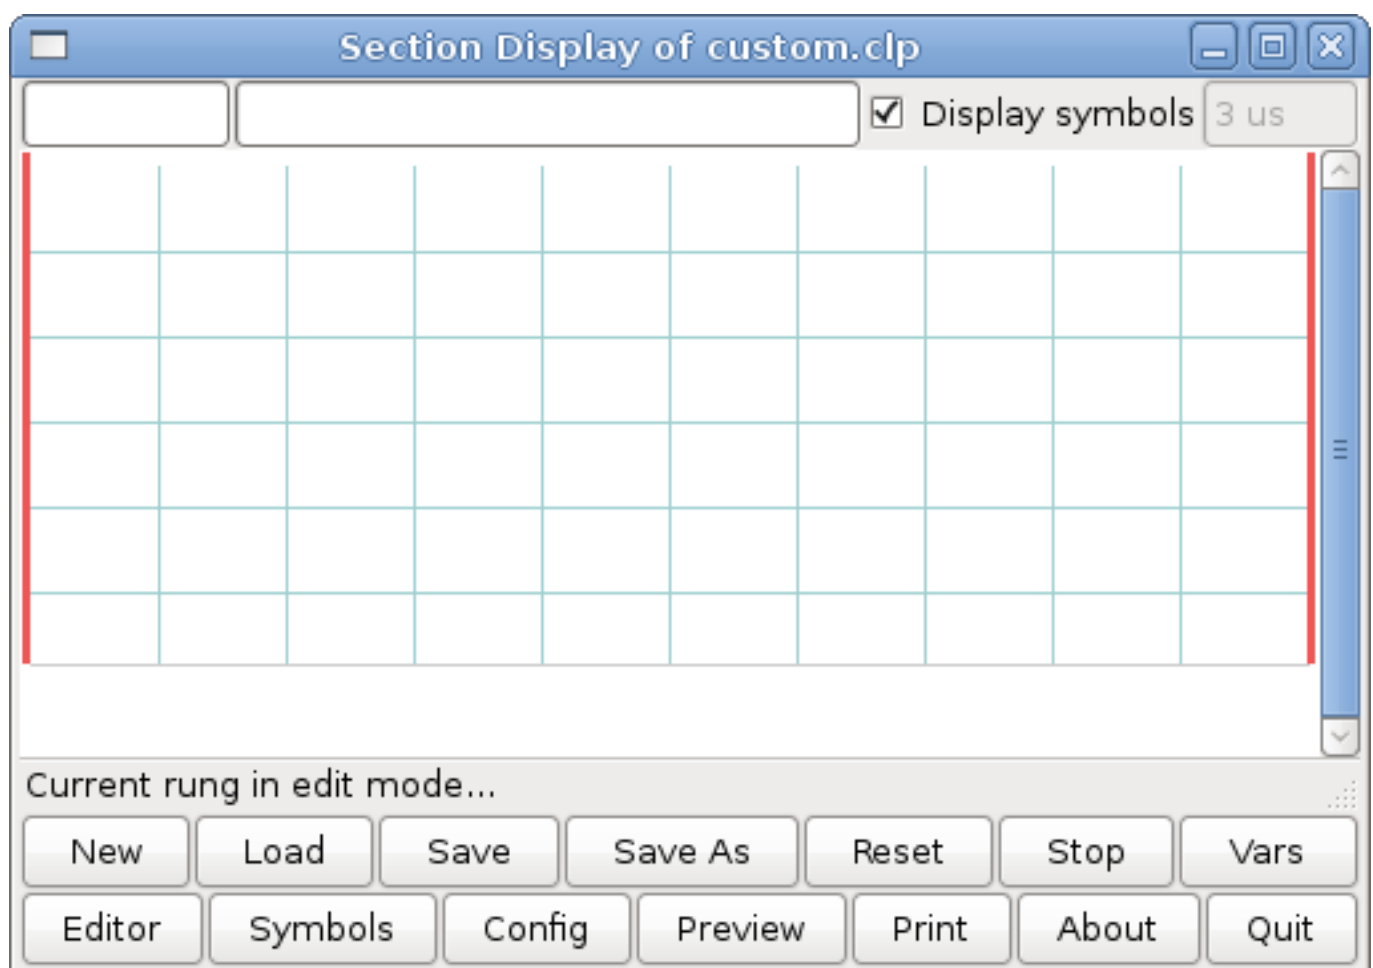 Section Display of custom.clp
Display symbols 3 us
Current rung in edit mode...
New Load Save Save As Reset Stop Vars
Editor Symbols Config Preview Print About Quit